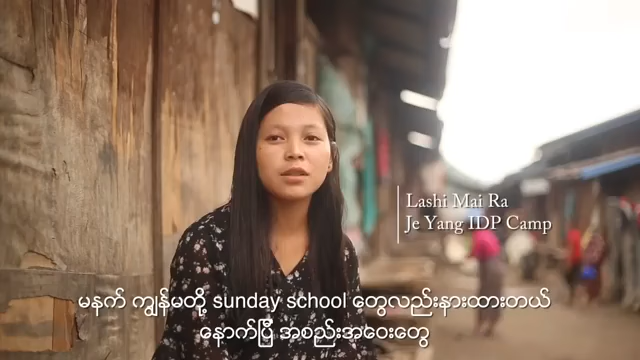 Lashi Mai Ra
Je Yang IDP Camp
မနက် ကျွန်မတို့ sunday school တွေလည်းနားထားတယ်
နောက်ပြီ အစည်းအဝေးတွေ